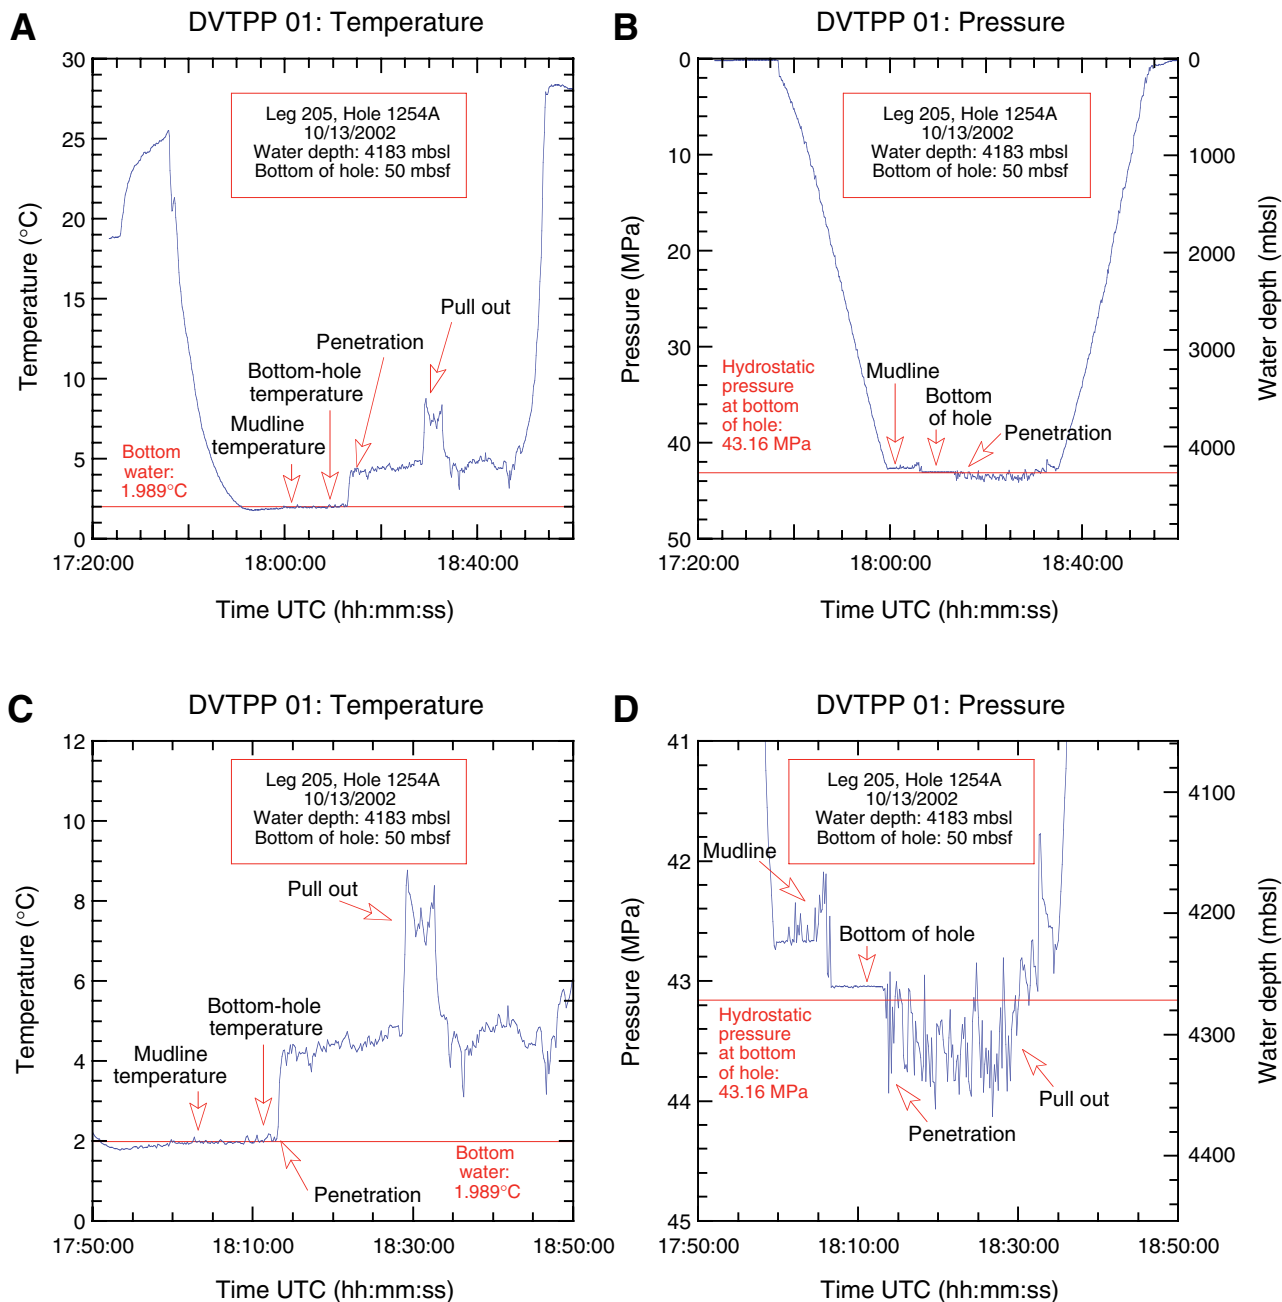 A
DVTPP 01: Temperature
30
25
20
15
10
5
0
Temperature (°C)
Leg 205, Hole 1254A
10/13/2002
Water depth: 4183 mbsl
Bottom of hole: 50 mbsf
Pull out
Penetration
Bottom-hole
temperature
Mudline
temperature
Bottom
water:
1.989°C
17:20:00
18:00:00
18:40:00
Time UTC (hh:mm:ss)
B
DVTPP 01: Pressure
0
10
20
30
40
50
Pressure (MPa)
0
1000
2000
3000
4000
Water depth (mbsl)
Leg 205, Hole 1254A
10/13/2002
Water depth: 4183 mbsl
Bottom of hole: 50 mbsf
Hydrostatic
pressure
at bottom
of hole:
43.16 MPa
Mudline
Bottom
of hole
Penetration
17:20:00
18:00:00
18:40:00
Time UTC (hh:mm:ss)
C
DVTPP 01: Temperature
12
10
8
6
4
2
0
Temperature (°C)
Leg 205, Hole 1254A
10/13/2002
Water depth: 4183 mbsl
Bottom of hole: 50 mbsf
Pull out
Bottom-hole
temperature
Mudline
temperature
Bottom
water:
1.989°C
Penetration
17:50:00
18:10:00
18:30:00
18:50:00
Time UTC (hh:mm:ss)
D
DVTPP 01: Pressure
41
42
43
44
45
Pressure (MPa)
4100
4200
4300
4400
Water depth (mbsl)
Leg 205, Hole 1254A
10/13/2002
Water depth: 4183 mbsl
Bottom of hole: 50 mbsf
Mudline
Bottom of hole
Hydrostatic
pressure
at bottom
of hole:
43.16 MPa
Pull out
Penetration
17:50:00
18:10:00
18:30:00
18:50:00
Time UTC (hh:mm:ss)